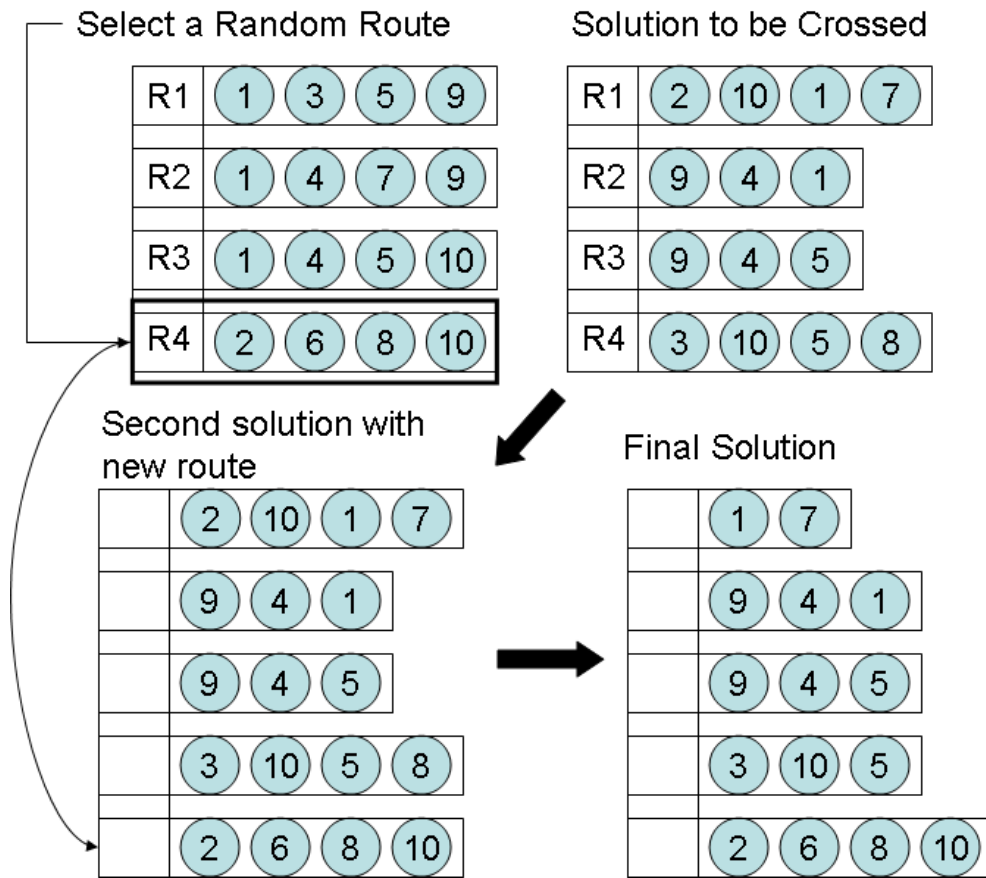 Select a Random Route
R1 1 3 5 9
R2 1 4 7 9
R3 1 4 5 10
R4 2 6 8 10
Solution to be Crossed
R1 2 10 1 7
R2 9 4 1
R3 9 4 5
R4 3 10 5 8
Second solution with
new route
2 10 1 7
9 4 1
9 4 5
3 10 5 8
2 6 8 10
Final Solution
1 7
9 4 1
9 4 5
3 10 5
2 6 8 10